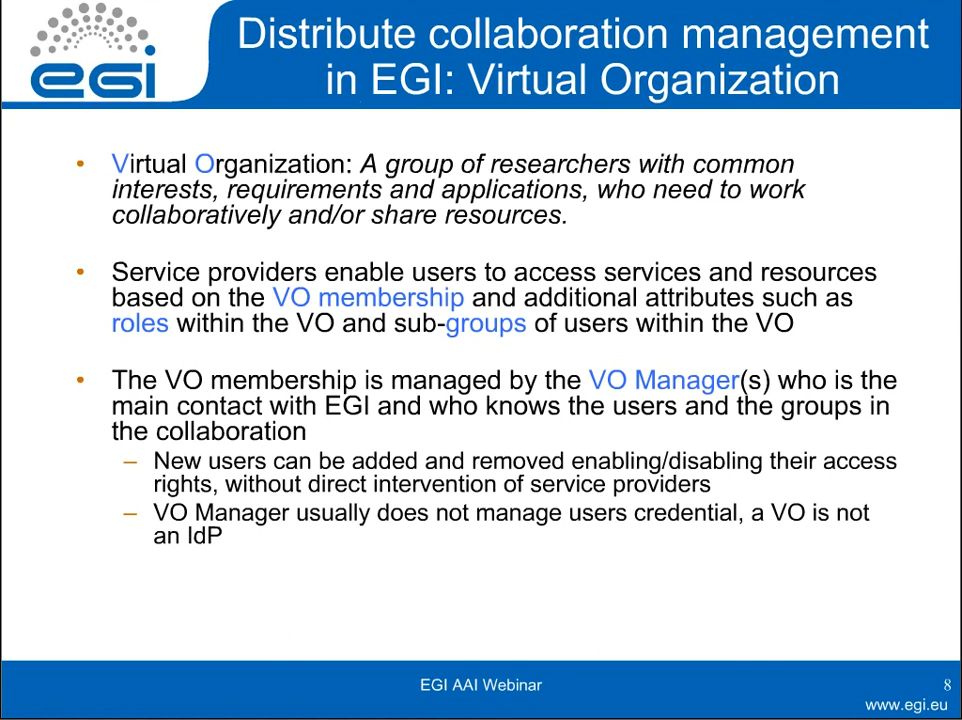 egi
Distribute collaboration management
in EGI: Virtual Organization
• Virtual Organization: A group of researchers with common
interests, requirements and applications, who need to work
collaboratively and/or share resources.
• Service providers enable users to access services and resources
based on the VO membership and additional attributes such as
roles within the VO and sub-groups of users within the VO
• The VO membership is managed by the VO Manager(s) who is the
main contact with EGI and who knows the users and the groups in
the collaboration
– New users can be added and removed enabling/disabling their access
rights, without direct intervention of service providers
– VO Manager usually does not manage users credential, a VO is not
an IdP
EGI AAI Webinar
8
www.egi.eu